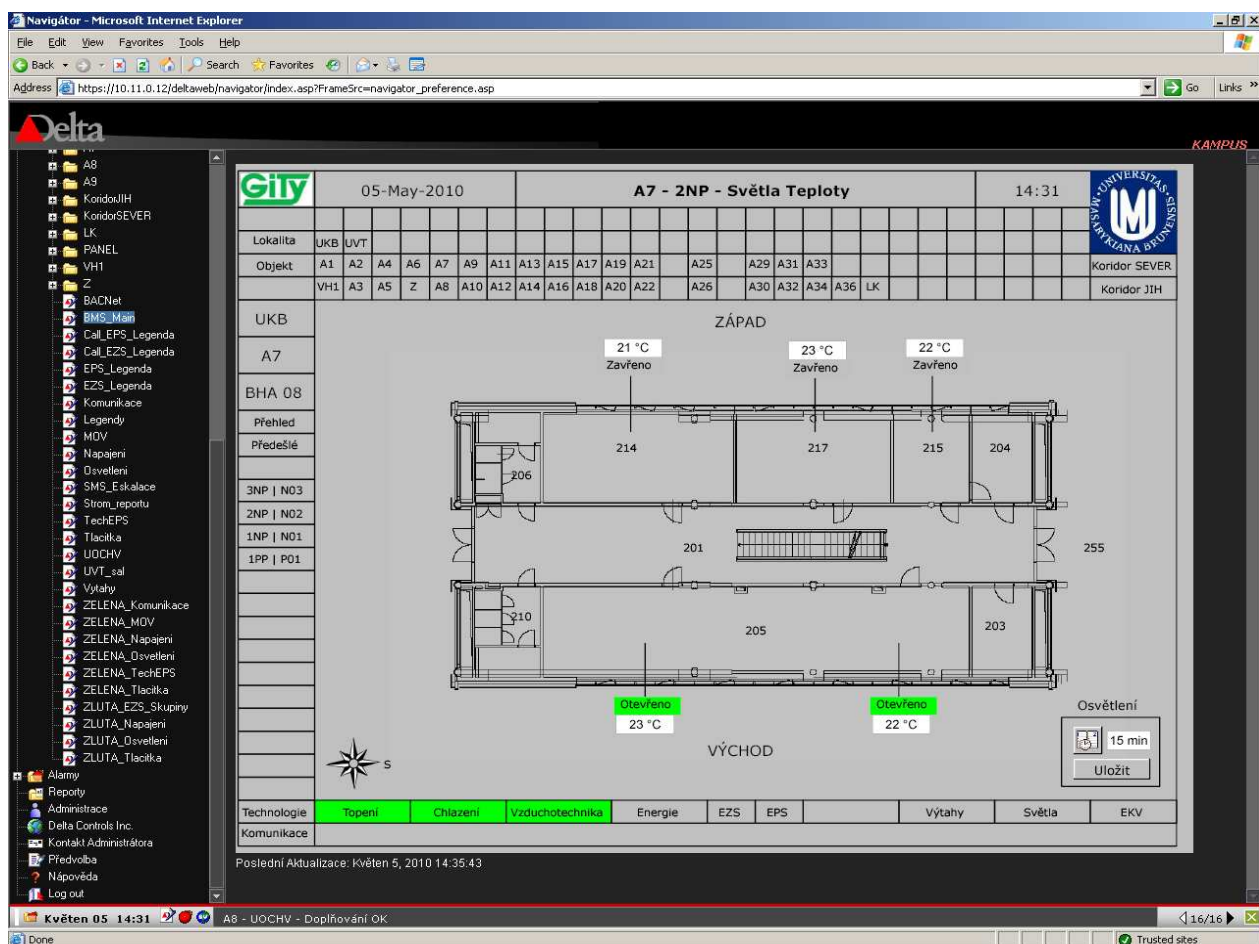 Navigátor - Microsoft Internet Explorer
File Edit View Favorites Tools Help
Back Search Favorites
Address https://10.11.0.12/deltaweb/navigator/index.asp?FrameSrc=navigator_preference.asp Go Links »
Delta
KAMPUS
A8
A9
KoridorJIH
KoridorSEVER
LK
PANEL
VH1
Z
BACNet
BMS_Main
Call_EPS_Legenda
Call_EZS_Legenda
EPS_Legenda
EZS_Legenda
Komunikace
Legendy
MOV
Napajeni
Osvetleni
SMS_Eskalace
Strom_reportu
TechEPS
Tlacitka
UOCHV
UVT_sal
Vytahy
ZELENA_Komunikace
ZELENA_MOV
ZELENA_Napajeni
ZELENA_Osvetleni
ZELENA_TechEPS
ZELENA_Tlacitka
ZLUTA_EZS_Skupiny
ZLUTA_Napajeni
ZLUTA_Osvetleni
ZLUTA_Tlacitka
Alarmy
Reporty
Administrace
Delta Controls Inc.
Kontakt Administrátora
Předvolba
Nápověda
Log out
GiTy 05-May-2010 A7 - 2NP - Světla Teploty 14:31
UNIVERSITAS MASARYKIANA BRUNENSIS
Lokalita UKB UVT
Objekt A1 A2 A4 A6 A7 A9 A11 A13 A15 A17 A19 A21 A25 A29 A31 A33 Koridor SEVER
VH1 A3 A5 Z A8 A10 A12 A14 A16 A18 A20 A22 A26 A30 A32 A34 A36 LK Koridor JIH
UKB
A7
BHA 08
Přehled
Předešlé
3NP | N03
2NP | N02
1NP | N01
1PP | P01
ZÁPAD
21 °C 23 °C 22 °C
Zavřeno Zavřeno Zavřeno
214 217 215 204
206
201 255
210
205 203
Otevřeno Otevřeno
23 °C 22 °C
VÝCHOD
S
Osvětlení
15 min
Uložit
Technologie Topení Chlazení Vzduchotechnika Energie EZS EPS Výtahy Světla EKV
Komunikace
Poslední Aktualizace: Květen 5, 2010 14:35:43
Květen 05 14:31 A8 - UOCHV - Doplňování OK 16/16
Done Trusted sites